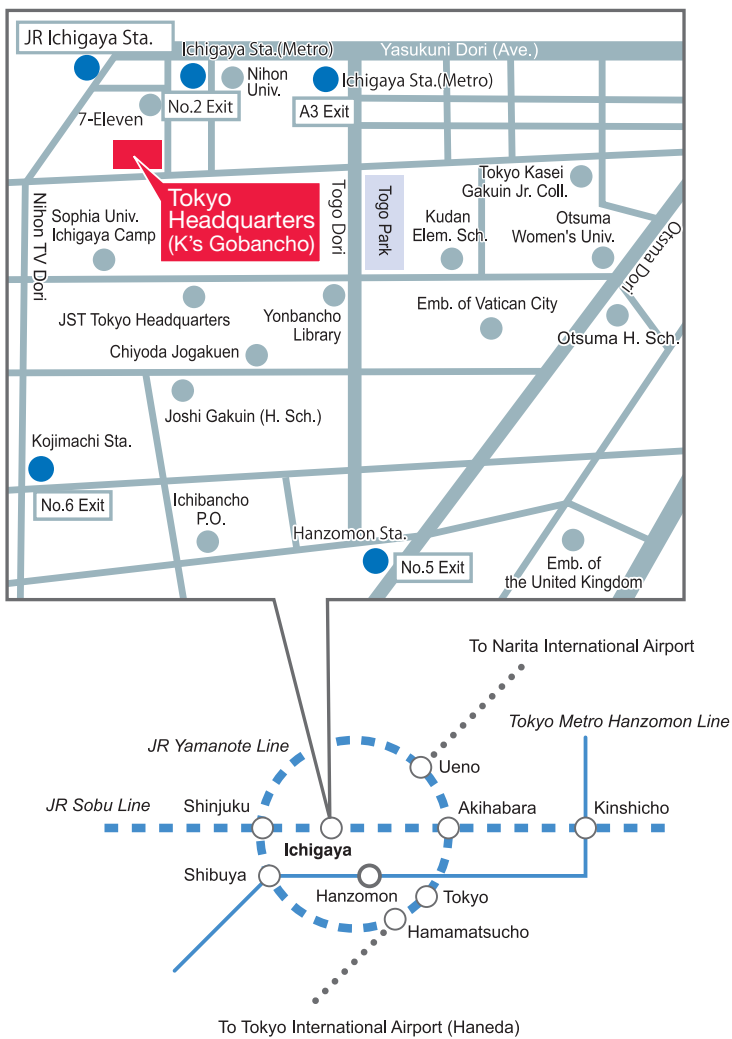 JR Ichigaya Sta.
Ichigaya Sta.(Metro)
Yasukuni Dori (Ave.)
Nihon
Univ.
Ichigaya Sta.(Metro)
No.2 Exit
A3 Exit
7-Eleven
Tokyo
Headquarters
(K's Gobancho)
Nihon TV Dori
Sophia Univ.
Ichigaya Camp
Togo Dori
Togo Park
Tokyo Kasei
Gakuin Jr. Coll.
Kudan
Elem. Sch.
Otsuma
Women's Univ.
Otsma Dori
JST Tokyo Headquarters
Yonbancho
Library
Emb. of Vatican City
Otsuma H. Sch.
Chiyoda Jogakuen
Joshi Gakuin (H. Sch.)
Kojimachi Sta.
No.6 Exit
Ichibancho
P.O.
Hanzomon Sta.
No.5 Exit
Emb. of
the United Kingdom
To Narita International Airport
Tokyo Metro Hanzomon Line
JR Yamanote Line
Ueno
JR Sobu Line
Shinjuku
Akihabara
Kinshicho
Ichigaya
Shibuya
Hanzomon
Tokyo
Hamamatsucho
To Tokyo International Airport (Haneda)